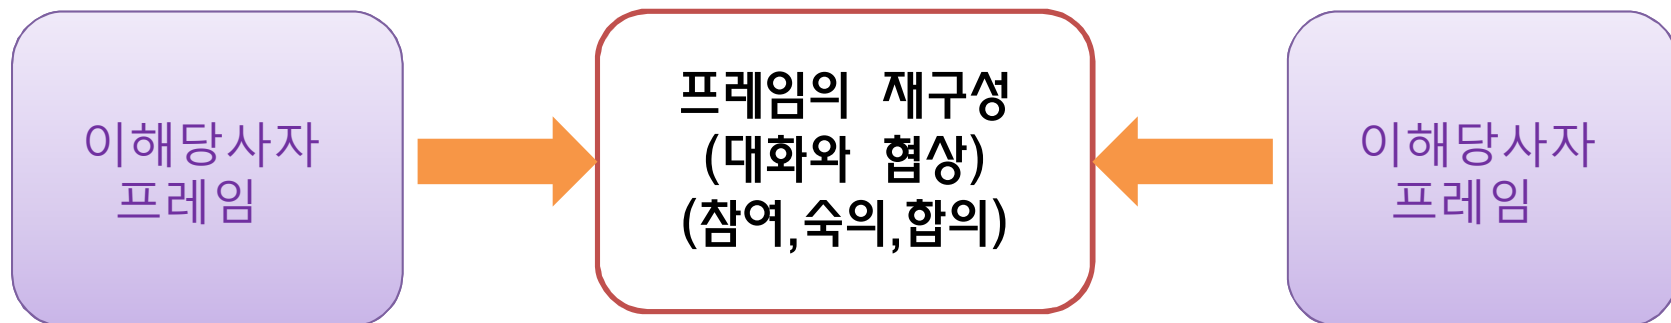 이해당사자
프레임
프레임의 재구성
(대화와 협상)
(참여,숙의,합의)
이해당사자
프레임